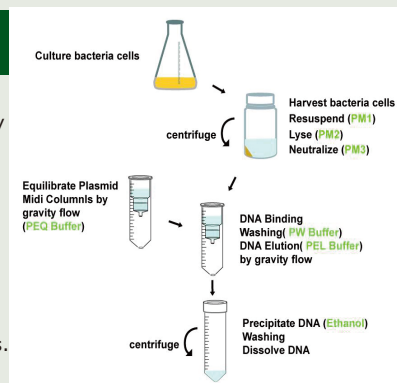 Culture bacteria cells
Harvest bacteria cells
Resuspend (PM1)
centrifuge
Lyse (PM2)
Neutralize (PM3)
Equilibrate Plasmid
Midi Columnls by
gravity flow
(PEQ Buffer)
DNA Binding
Washing( PW Buffer)
DNA Elution( PEL Buffer)
by gravity flow
Precipitate DNA (Ethanol)
centrifuge
Washing
Dissolve DNA